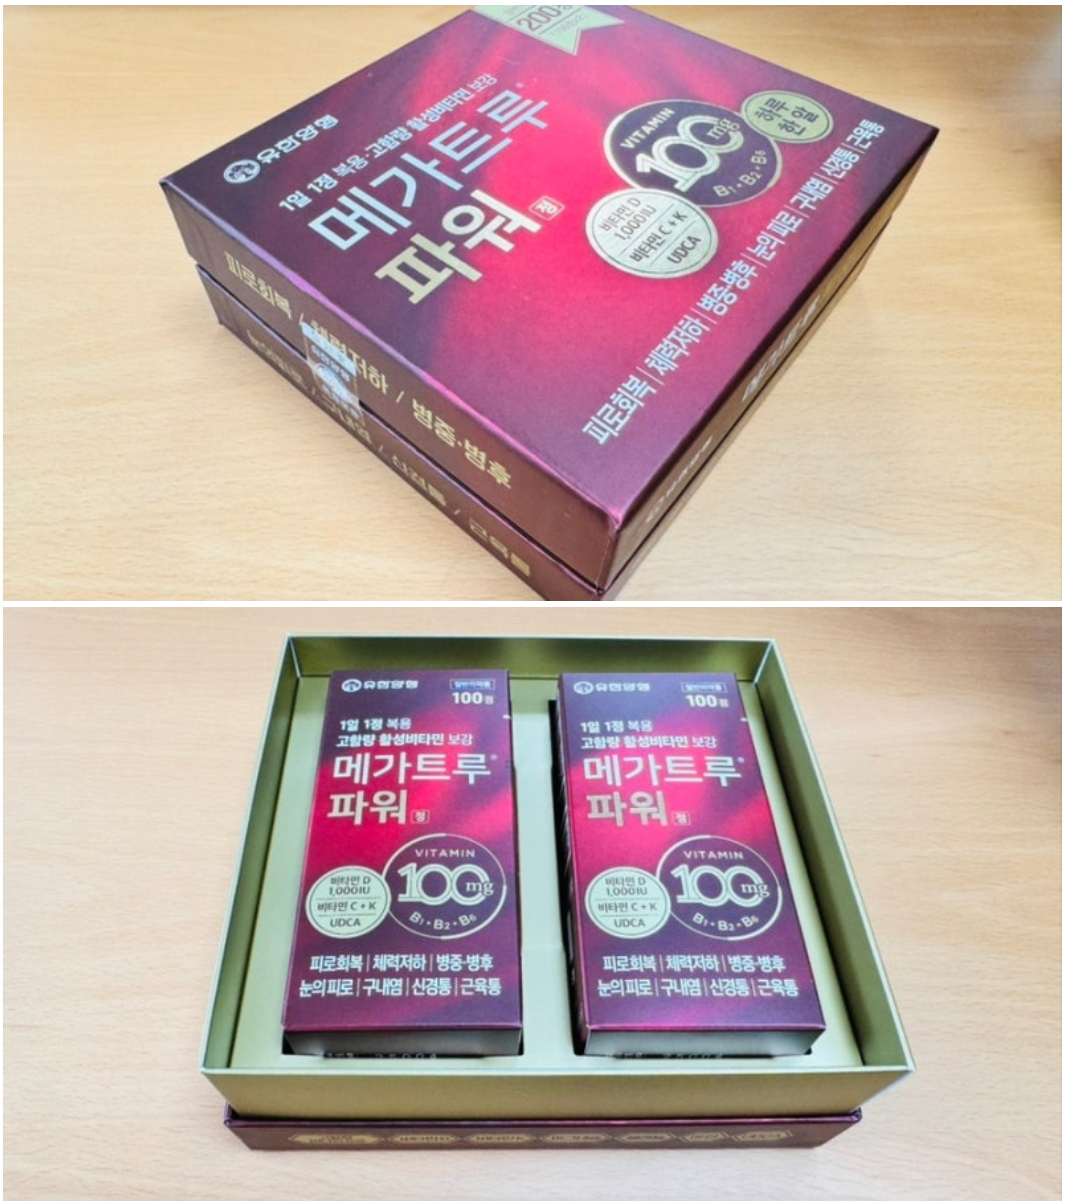 200정
유한양행
1일 1정 복용·고함량 활성비타민 보강
메가트루®
파워 정
VITAMIN
100mg
B₁•B₂•B₆
하루
한 알
비타민 D
1,000IU
비타민 C + K
UDCA
피로회복 | 체력저하 | 병중·병후 | 눈의 피로 | 구내염 | 신경통 | 근육통
피로회복 / 체력저하 / 병중·병후
유한양행
일반의약품
100정
1일 1정 복용
고함량 활성비타민 보강
메가트루®
파워 정
VITAMIN
100mg
B₁•B₂•B₆
비타민 D
1,000IU
비타민 C + K
UDCA
피로회복 | 체력저하 | 병중·병후
눈의 피로 | 구내염 | 신경통 | 근육통
유한양행
일반의약품
100정
1일 1정 복용
고함량 활성비타민 보강
메가트루®
파워 정
VITAMIN
100mg
B₁•B₂•B₆
비타민 D
1,000IU
비타민 C + K
UDCA
피로회복 | 체력저하 | 병중·병후
눈의 피로 | 구내염 | 신경통 | 근육통